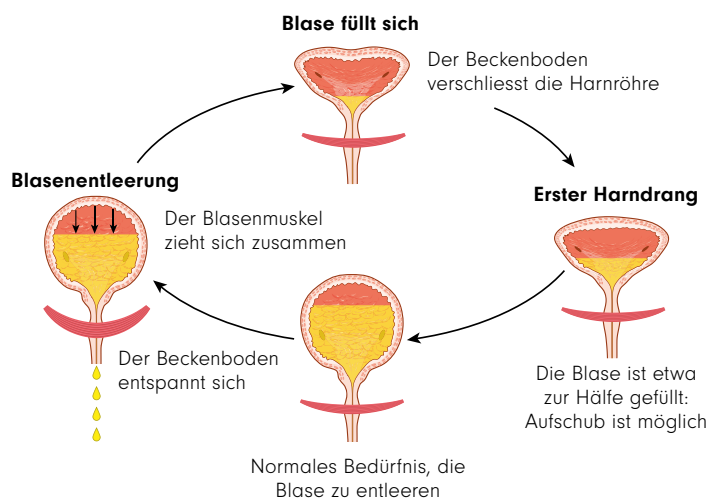 Blase füllt sich
Der Beckenboden
verschliesst die Harnröhre
Erster Harndrang
Die Blase ist etwa
zur Hälfe gefüllt:
Aufschub ist möglich
Normales Bedürfnis, die
Blase zu entleeren
Blasenentleerung
Der Blasenmuskel
zieht sich zusammen
Der Beckenboden
entspannt sich